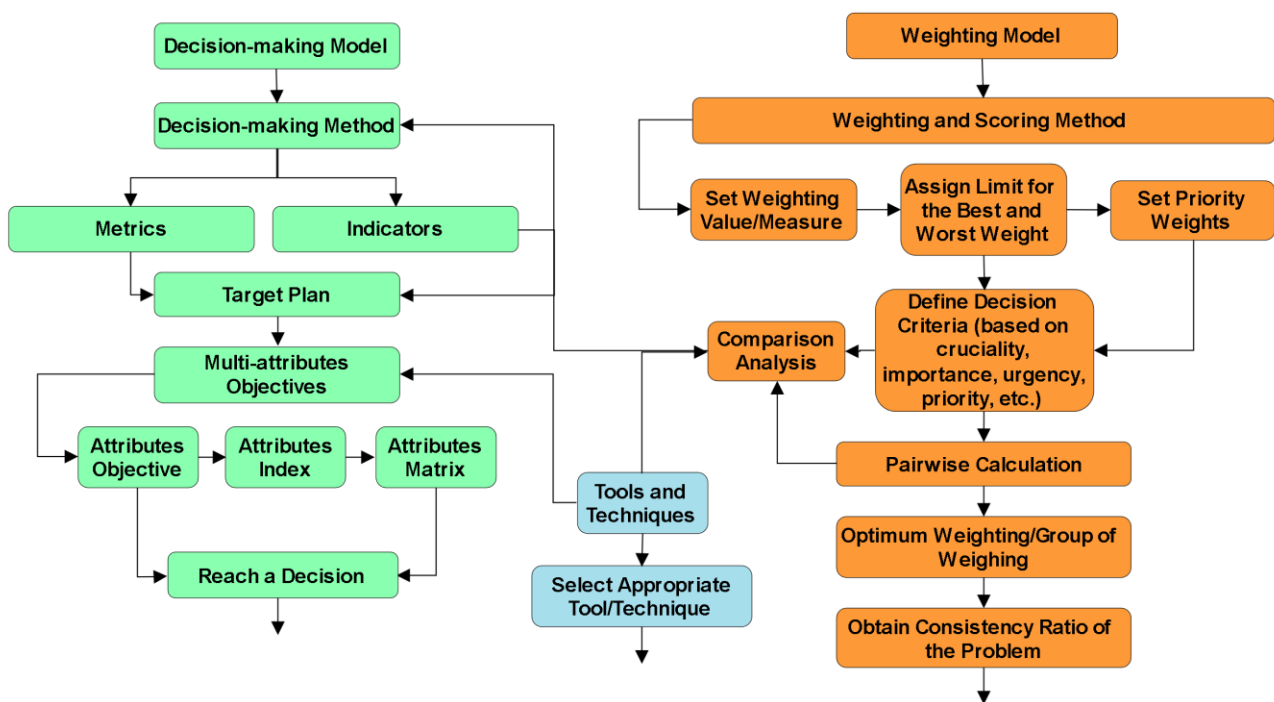 Decision-making Model
Decision-making Method
Metrics
Indicators
Target Plan
Multi-attributes
Objectives
Attributes
Objective
Attributes
Index
Attributes
Matrix
Reach a Decision
Tools and
Techniques
Select Appropriate
Tool/Technique
Weighting Model
Weighting and Scoring Method
Set Weighting
Value/Measure
Assign Limit for
the Best and
Worst Weight
Set Priority
Weights
Define Decision
Criteria (based on
cruciality,
importance, urgency,
priority, etc.)
Comparison
Analysis
Pairwise Calculation
Optimum Weighting/Group of
Weighing
Obtain Consistency Ratio of
the Problem